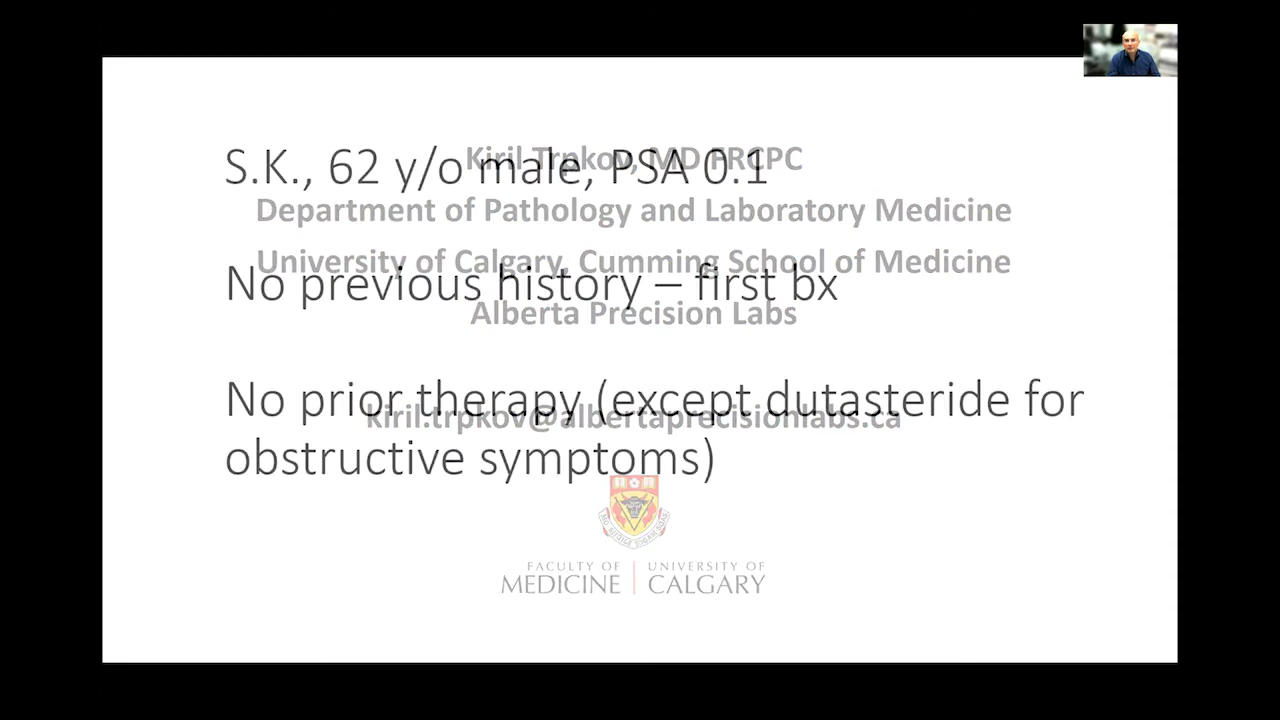 S.K., 62 y/o male, PSA 0.1
No previous history – first bx
No prior therapy (except dutasteride for
obstructive symptoms)
Kiril Trpkov, MD FRCPC
Department of Pathology and Laboratory Medicine
University of Calgary, Cumming School of Medicine
Alberta Precision Labs
kiril.trpkov@albertaprecisionlabs.ca
FACULTY OF
MEDICINE
UNIVERSITY OF
CALGARY